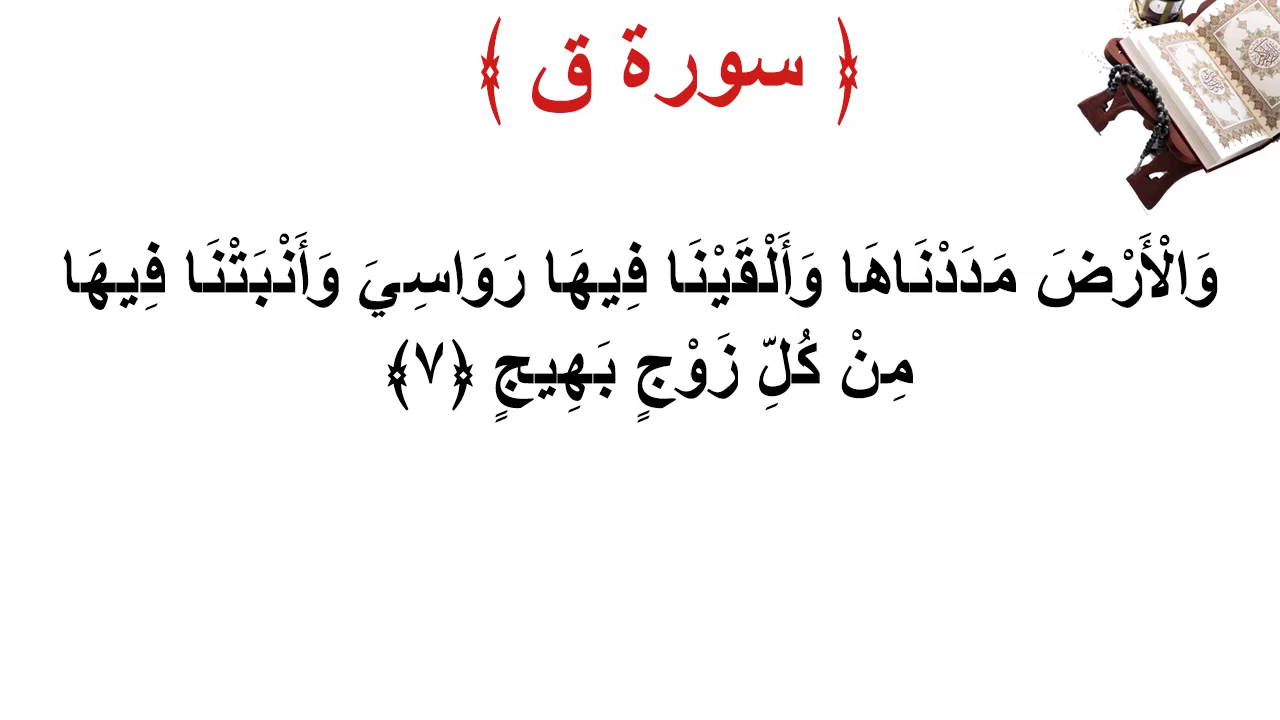 ﴿ سورة ق ﴾
وَالْأَرْضَ مَدَدْنَاهَا وَأَلْقَيْنَا فِيهَا رَوَاسِيَ وَأَنْبَتْنَا فِيهَا
مِنْ كُلِّ زَوْجٍ بَهِيجٍ ﴿٧﴾